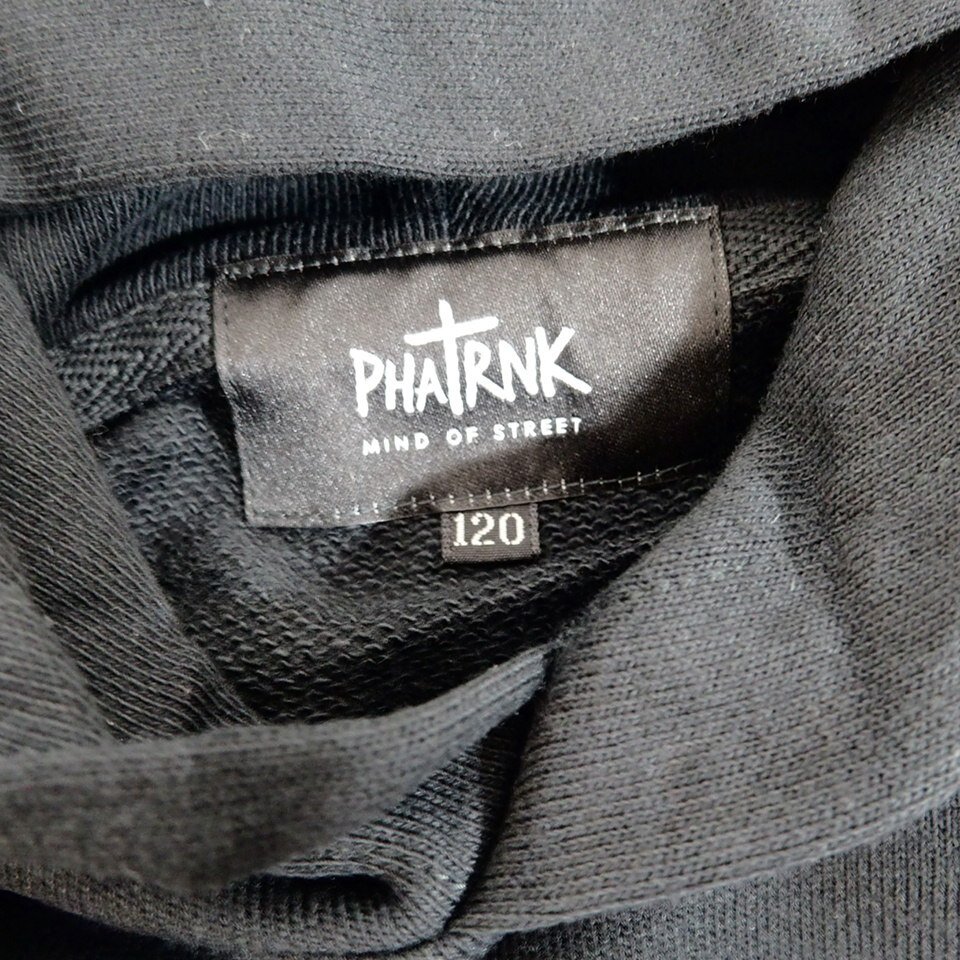 PHATRNK
MIND OF STREET
120